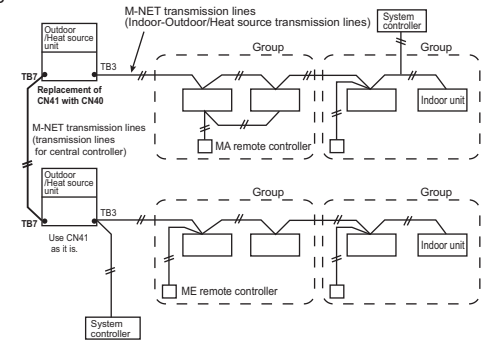 M-NET transmission lines
(Indoor-Outdoor/Heat source transmission lines)
System
controller
Outdoor
/Heat source
unit
TB3
TB7
Group
Group
Replacement of
CN41 with CN40
Indoor unit
MA remote controller
M-NET transmission lines
(transmission lines
for central controller)
Outdoor
/Heat source
unit
TB3
TB7
Group
Group
Use CN41
as it is.
Indoor unit
ME remote controller
System
controller